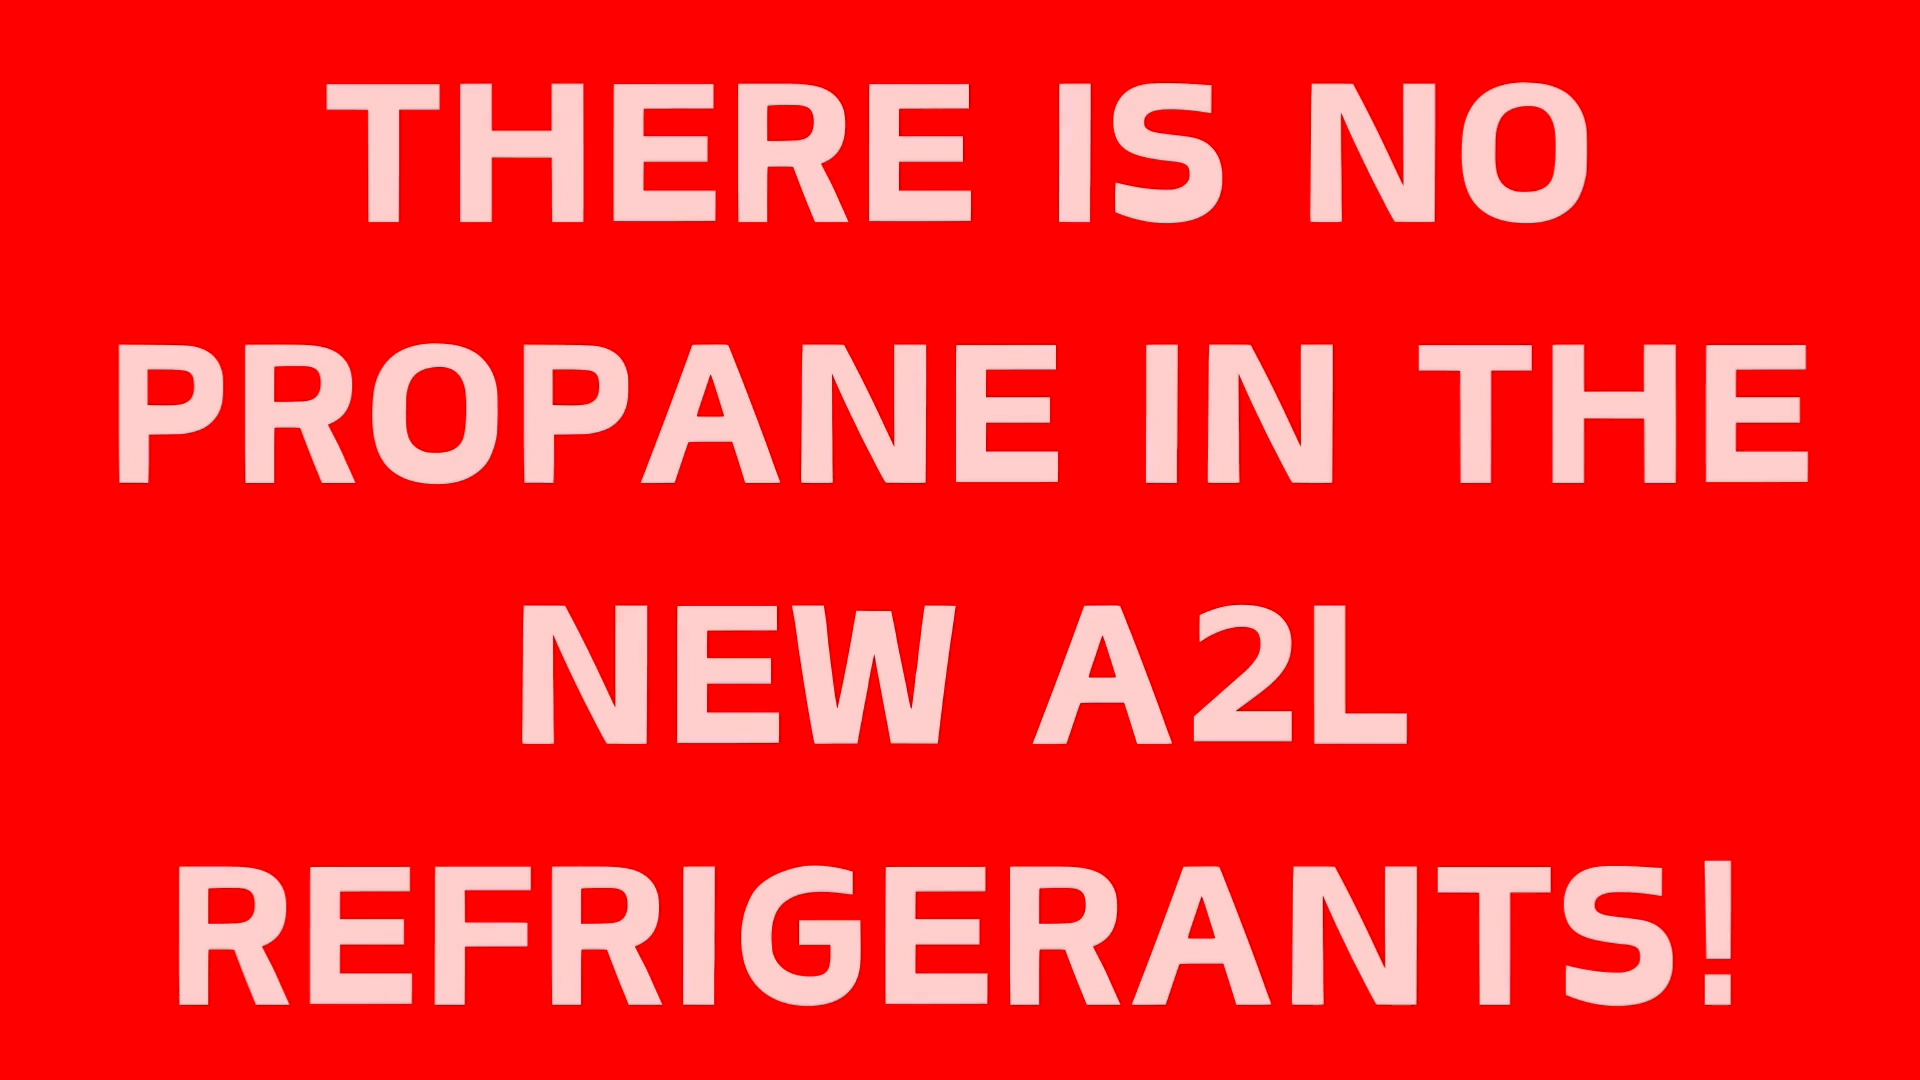 THERE IS NO
PROPANE IN THE
NEW A2L
REFRIGERANTS!